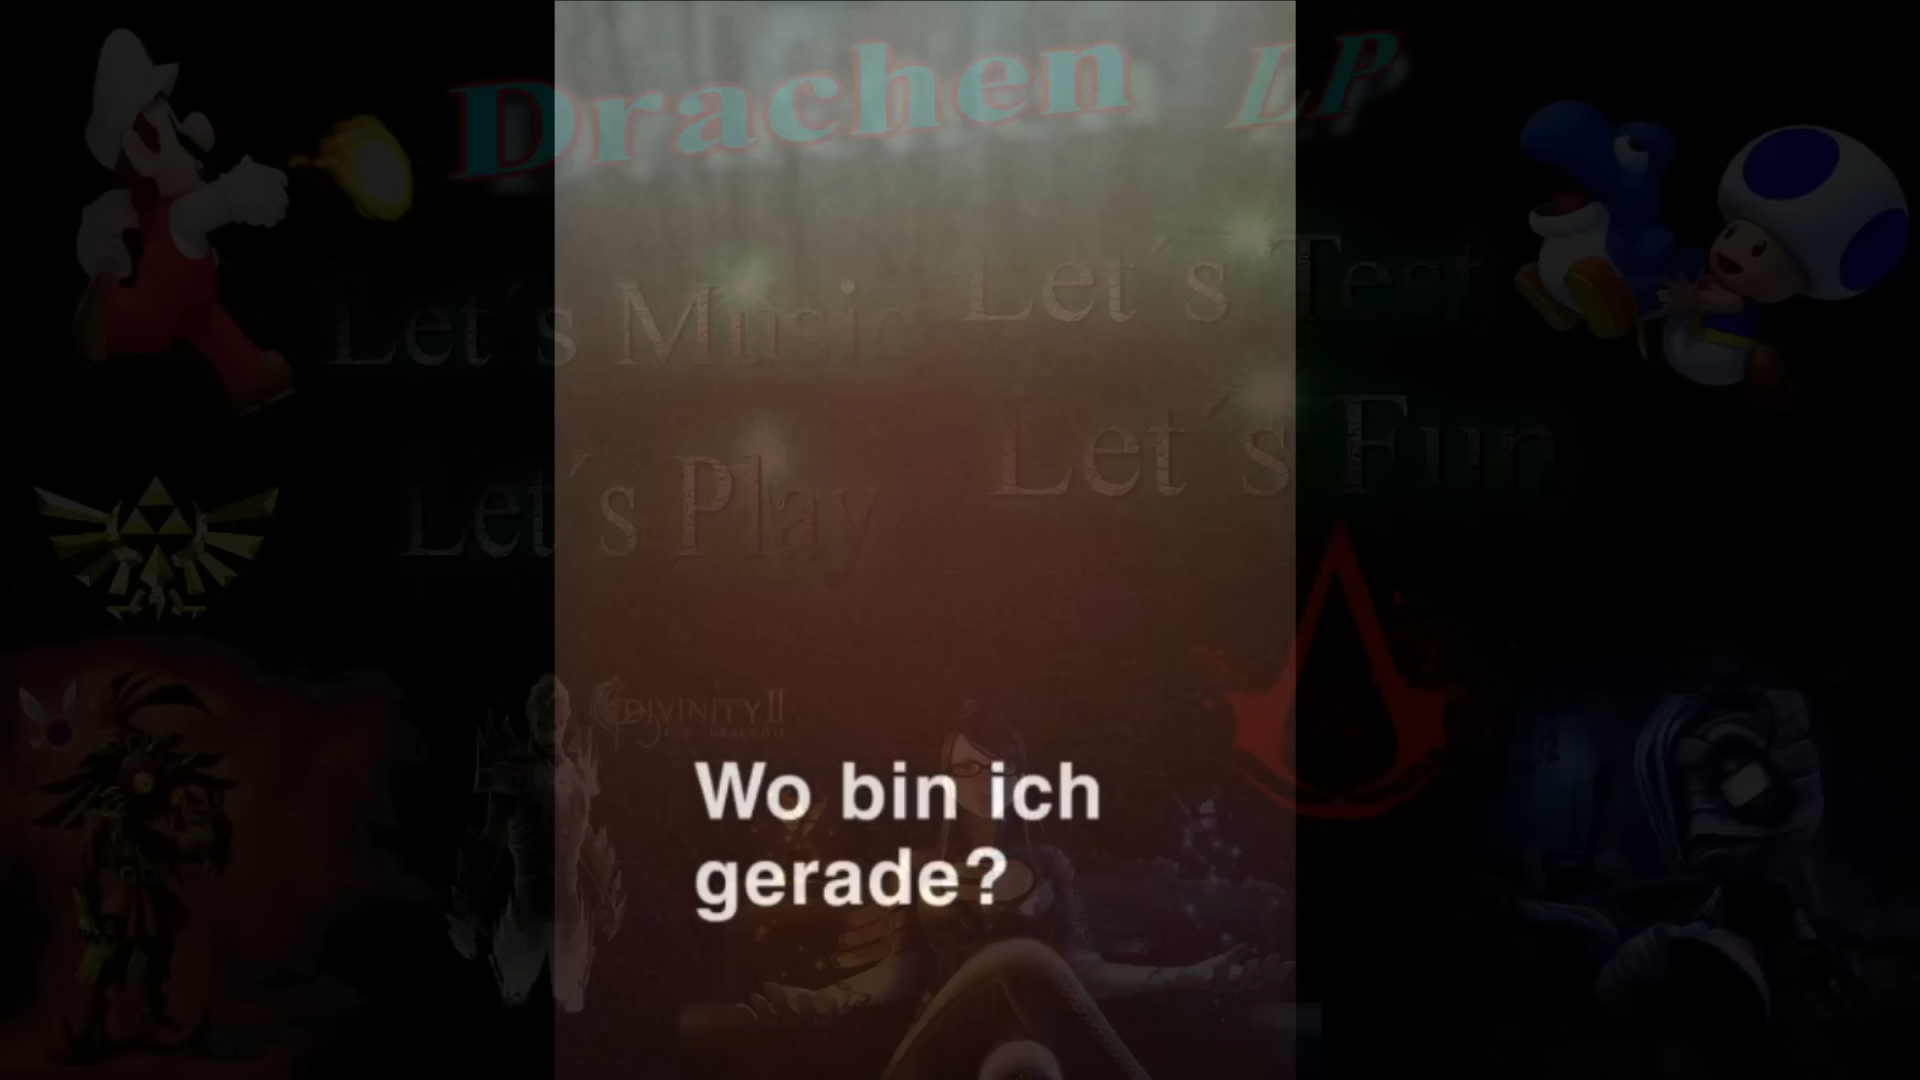 Drachen LP
Let´s Music
Let´s Test
Let´s Play
Let´s Fun
DIVINITY II
Wo bin ich
gerade?